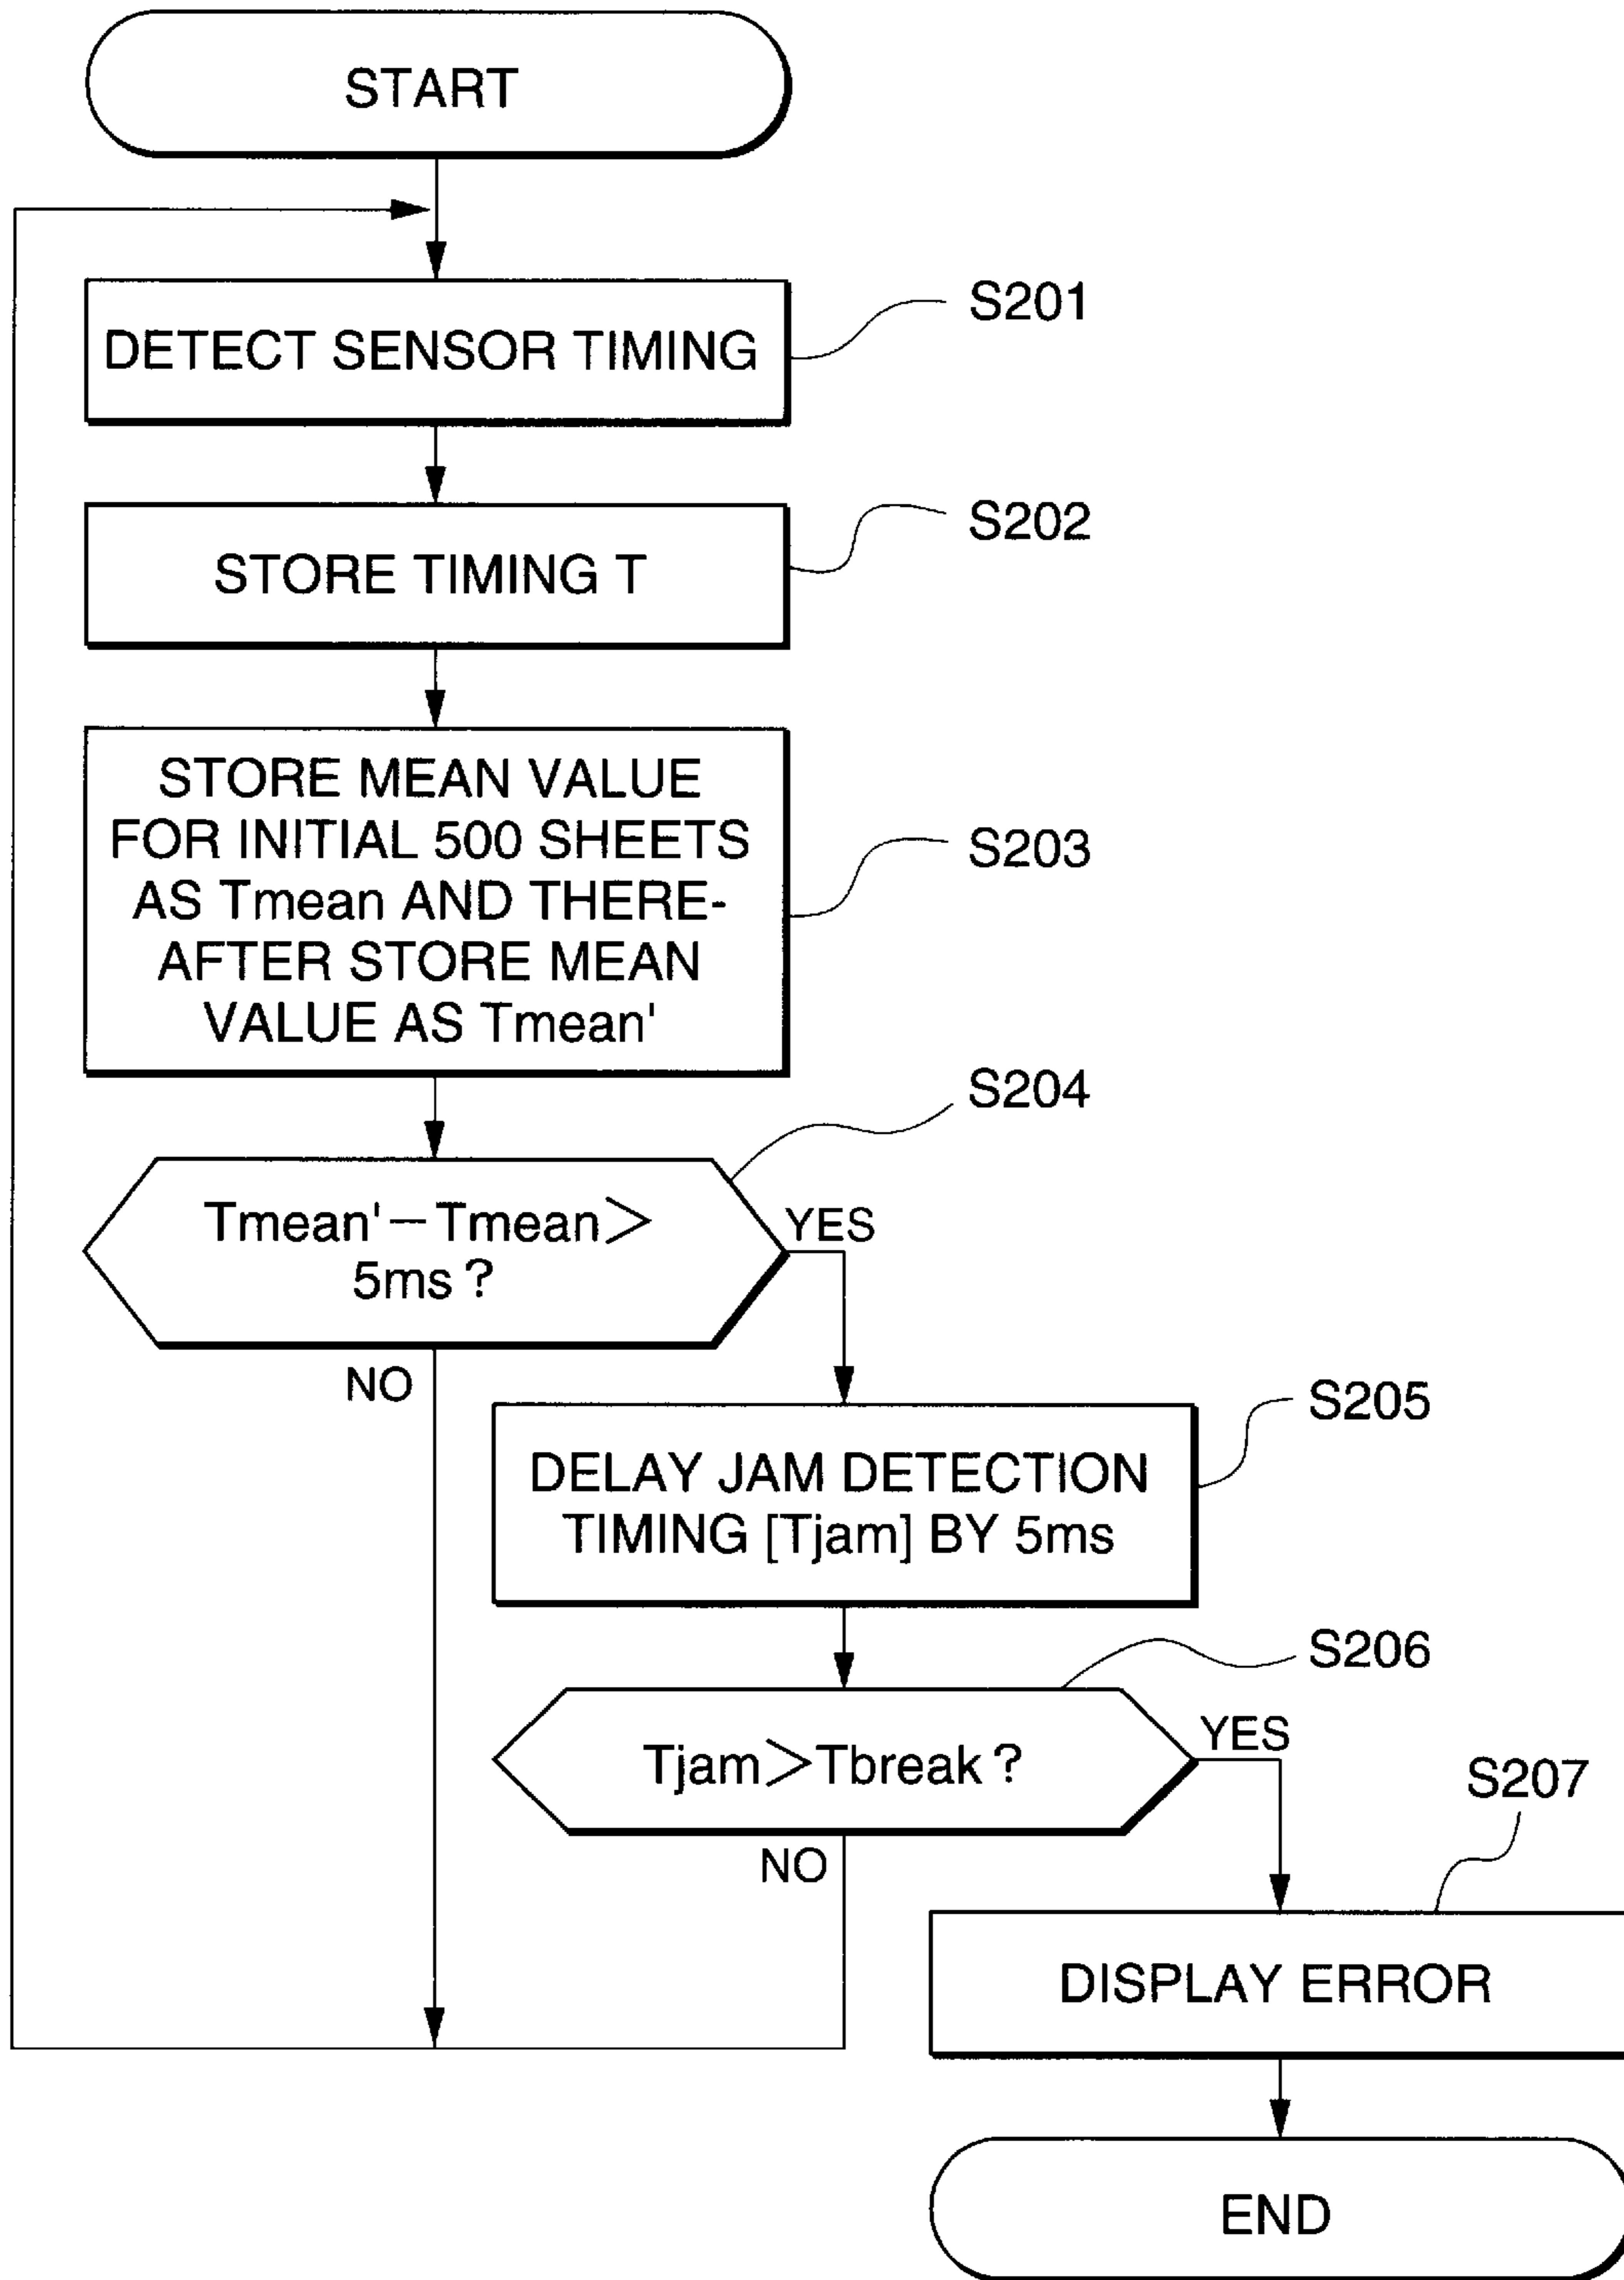 START
DETECT SENSOR TIMING
S201
STORE TIMING T
S202
STORE MEAN VALUE
FOR INITIAL 500 SHEETS
AS Tmean AND THERE-
AFTER STORE MEAN
VALUE AS Tmean'
S203
S204
Tmean'—Tmean>
5ms?
YES
NO
S205
DELAY JAM DETECTION
TIMING [Tjam] BY 5ms
S206
Tjam>Tbreak?
YES
NO
S207
DISPLAY ERROR
END